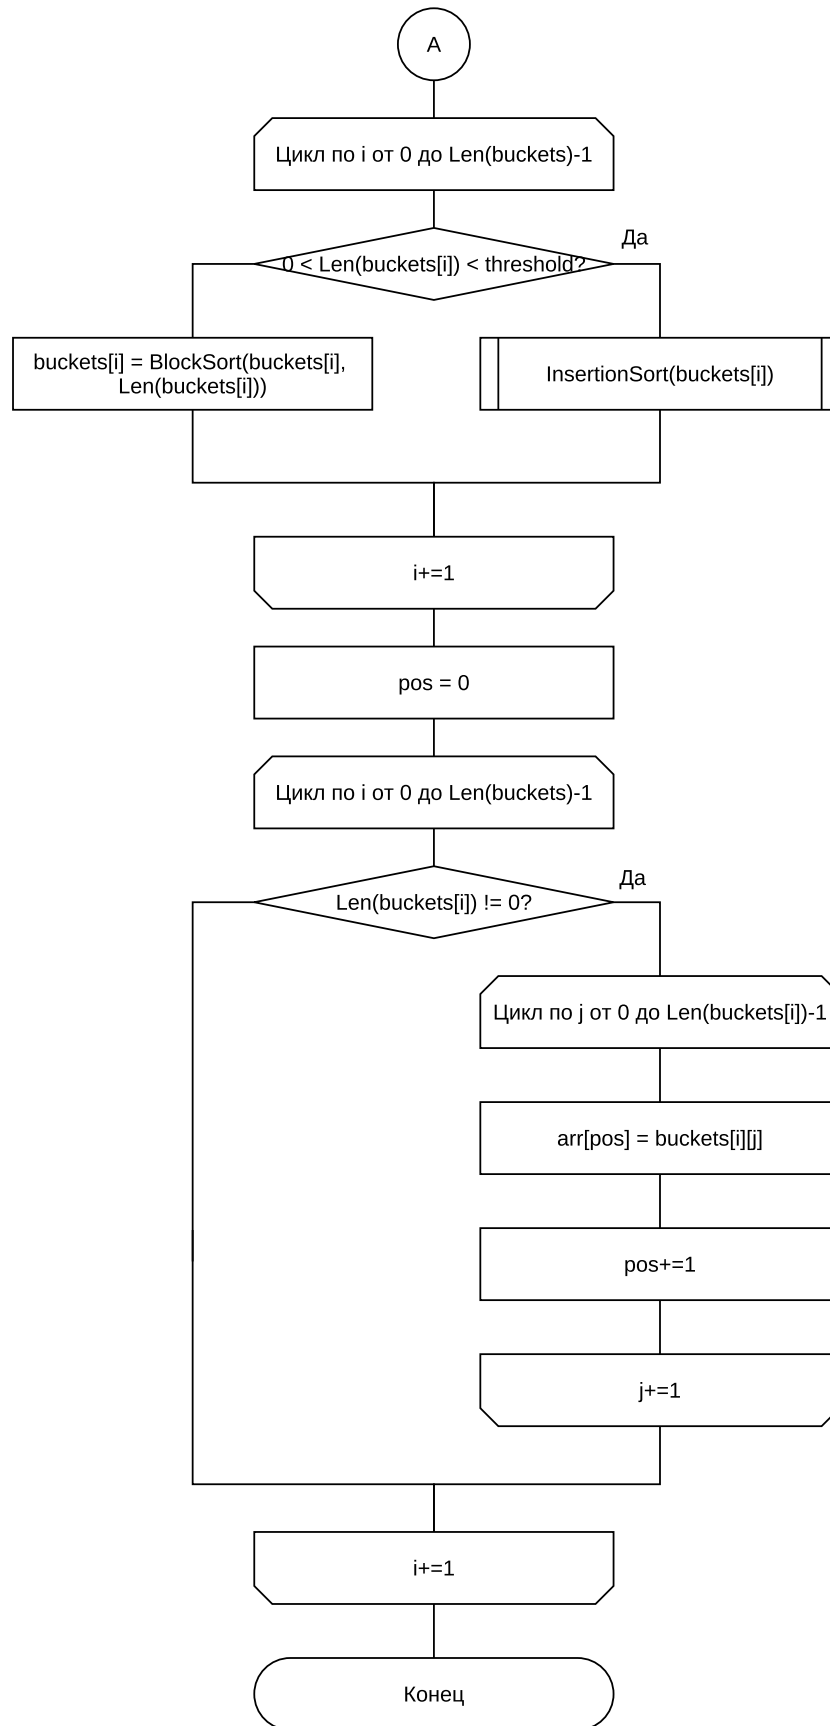 A
Цикл по i от 0 до Len(buckets)-1
Да
0 < Len(buckets[i]) < threshold?
buckets[i] = BlockSort(buckets[i],
Len(buckets[i]))
InsertionSort(buckets[i])
i+=1
pos = 0
Цикл по i от 0 до Len(buckets)-1
Да
Len(buckets[i]) != 0?
Цикл по j от 0 до Len(buckets[i])-1
arr[pos] = buckets[i][j]
pos+=1
j+=1
i+=1
Конец